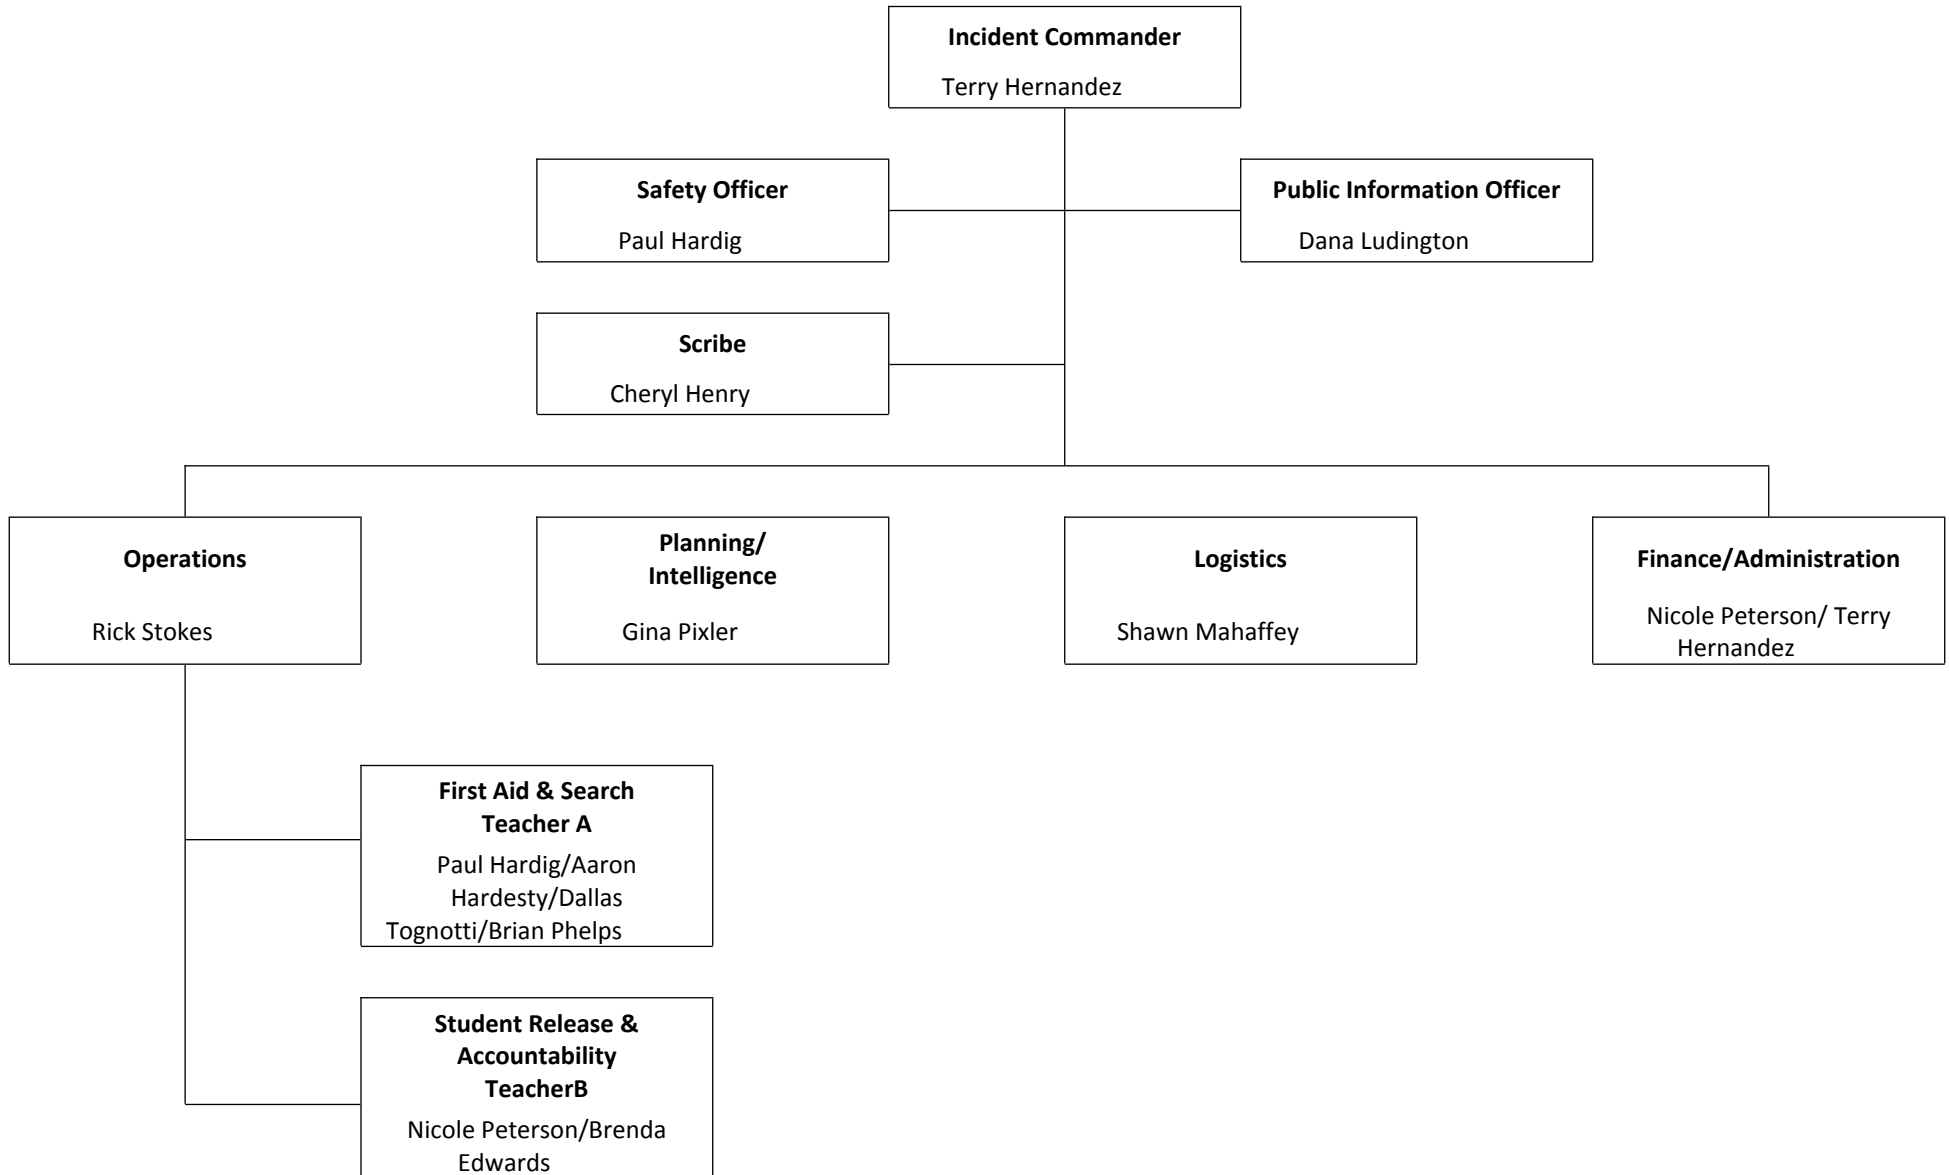 Incident Commander
Terry Hernandez
Safety Officer
Paul Hardig
Public Information Officer
Dana Ludington
Scribe
Cheryl Henry
Operations
Rick Stokes
Planning/
Intelligence
Gina Pixler
Logistics
Shawn Mahaffey
Finance/Administration
Nicole Peterson/ Terry
Hernandez
First Aid & Search
Teacher A
Paul Hardig/Aaron
Hardesty/Dallas
Tognotti/Brian Phelps
Student Release &
Accountability
TeacherB
Nicole Peterson/Brenda
Edwards